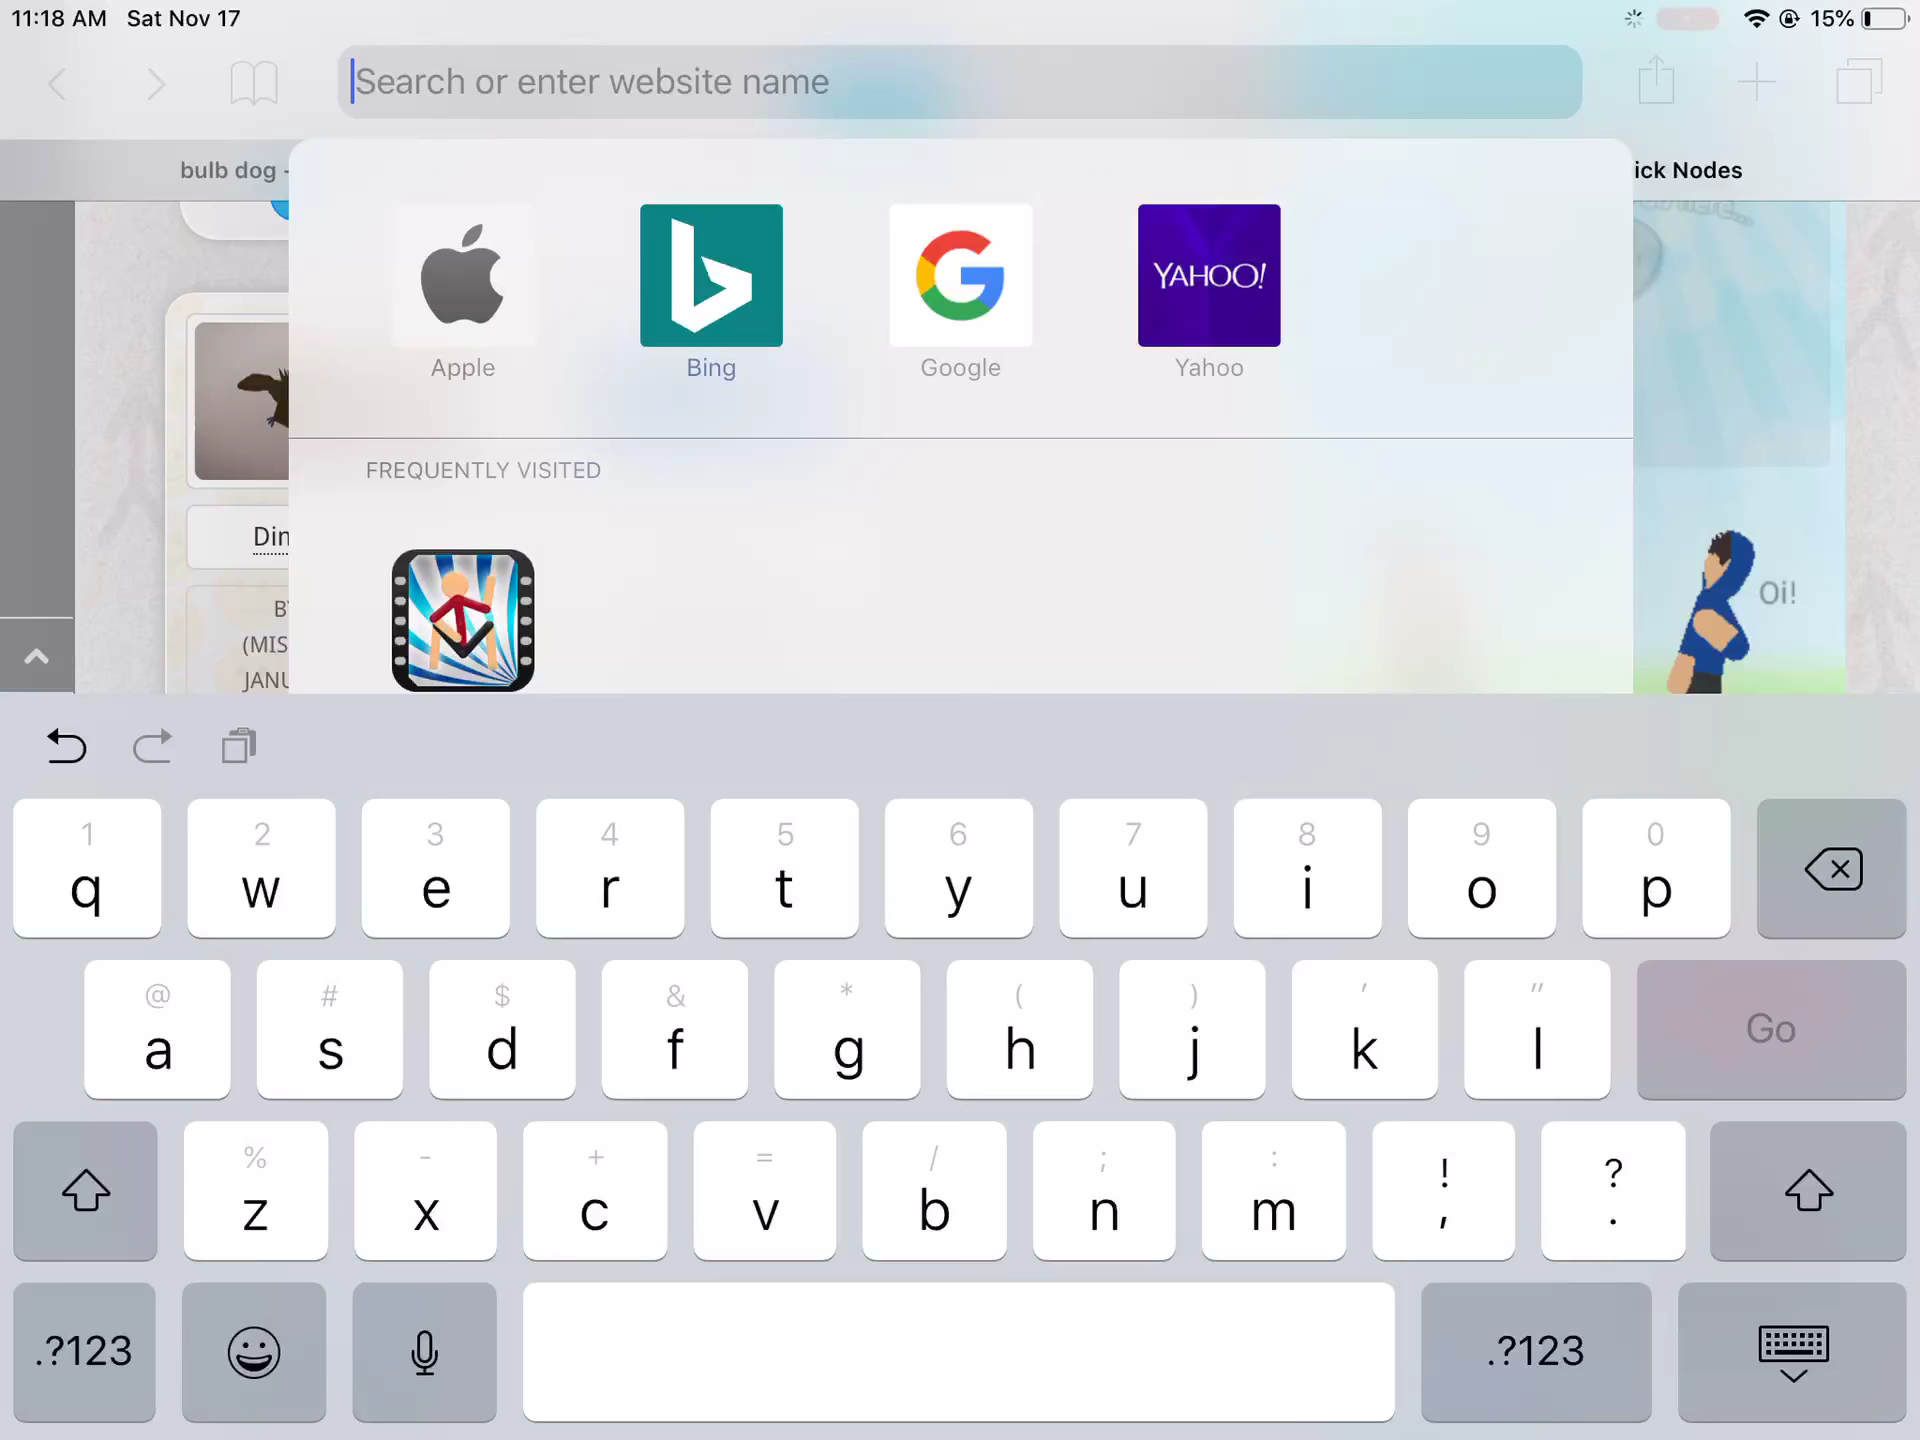 11:18 AM Sat Nov 17
15%
Search or enter website name
bulb dog -
ick Nodes
YAHOO!
Apple
Bing
Google
Yahoo
FREQUENTLY VISITED
Din
B
(MIS
JANU
Oi!
1 2 3 4 5 6 7 8 9 0
q w e r t y u i o p
@ # $ & * ( ) ' "
a s d f g h j k l Go
% - + = / ; : ! ?
z x c v b n m , .
.?123 .?123